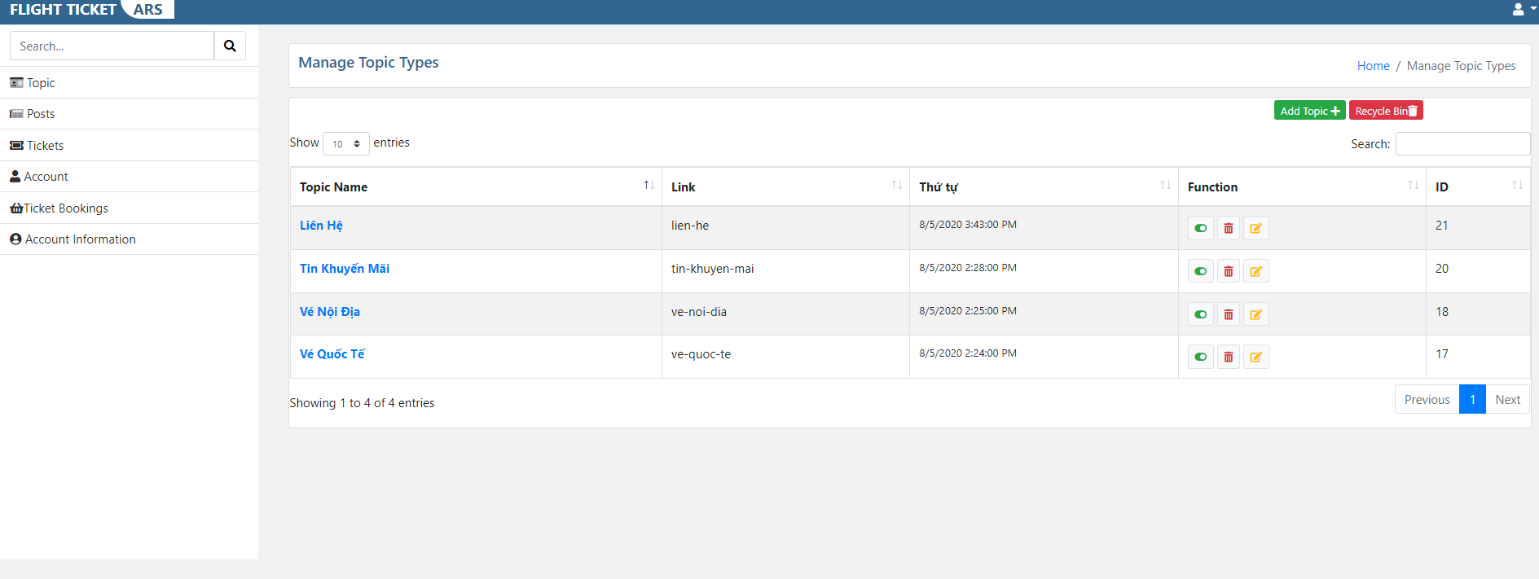 FLIGHT TICKET ARS
Search...
Topic
Posts
Tickets
Account
Ticket Bookings
Account Information
Manage Topic Types
Home / Manage Topic Types
Add Topic Recycle Bin
Show 10 entries
Search:
Topic Name Link Thứ tự Function ID
Liên Hệ lien-he 8/5/2020 3:43:00 PM 21
Tin Khuyến Mãi tin-khuyen-mai 8/5/2020 2:28:00 PM 20
Vé Nội Địa ve-noi-dia 8/5/2020 2:25:00 PM 18
Vé Quốc Tế ve-quoc-te 8/5/2020 2:24:00 PM 17
Showing 1 to 4 of 4 entries
Previous 1 Next